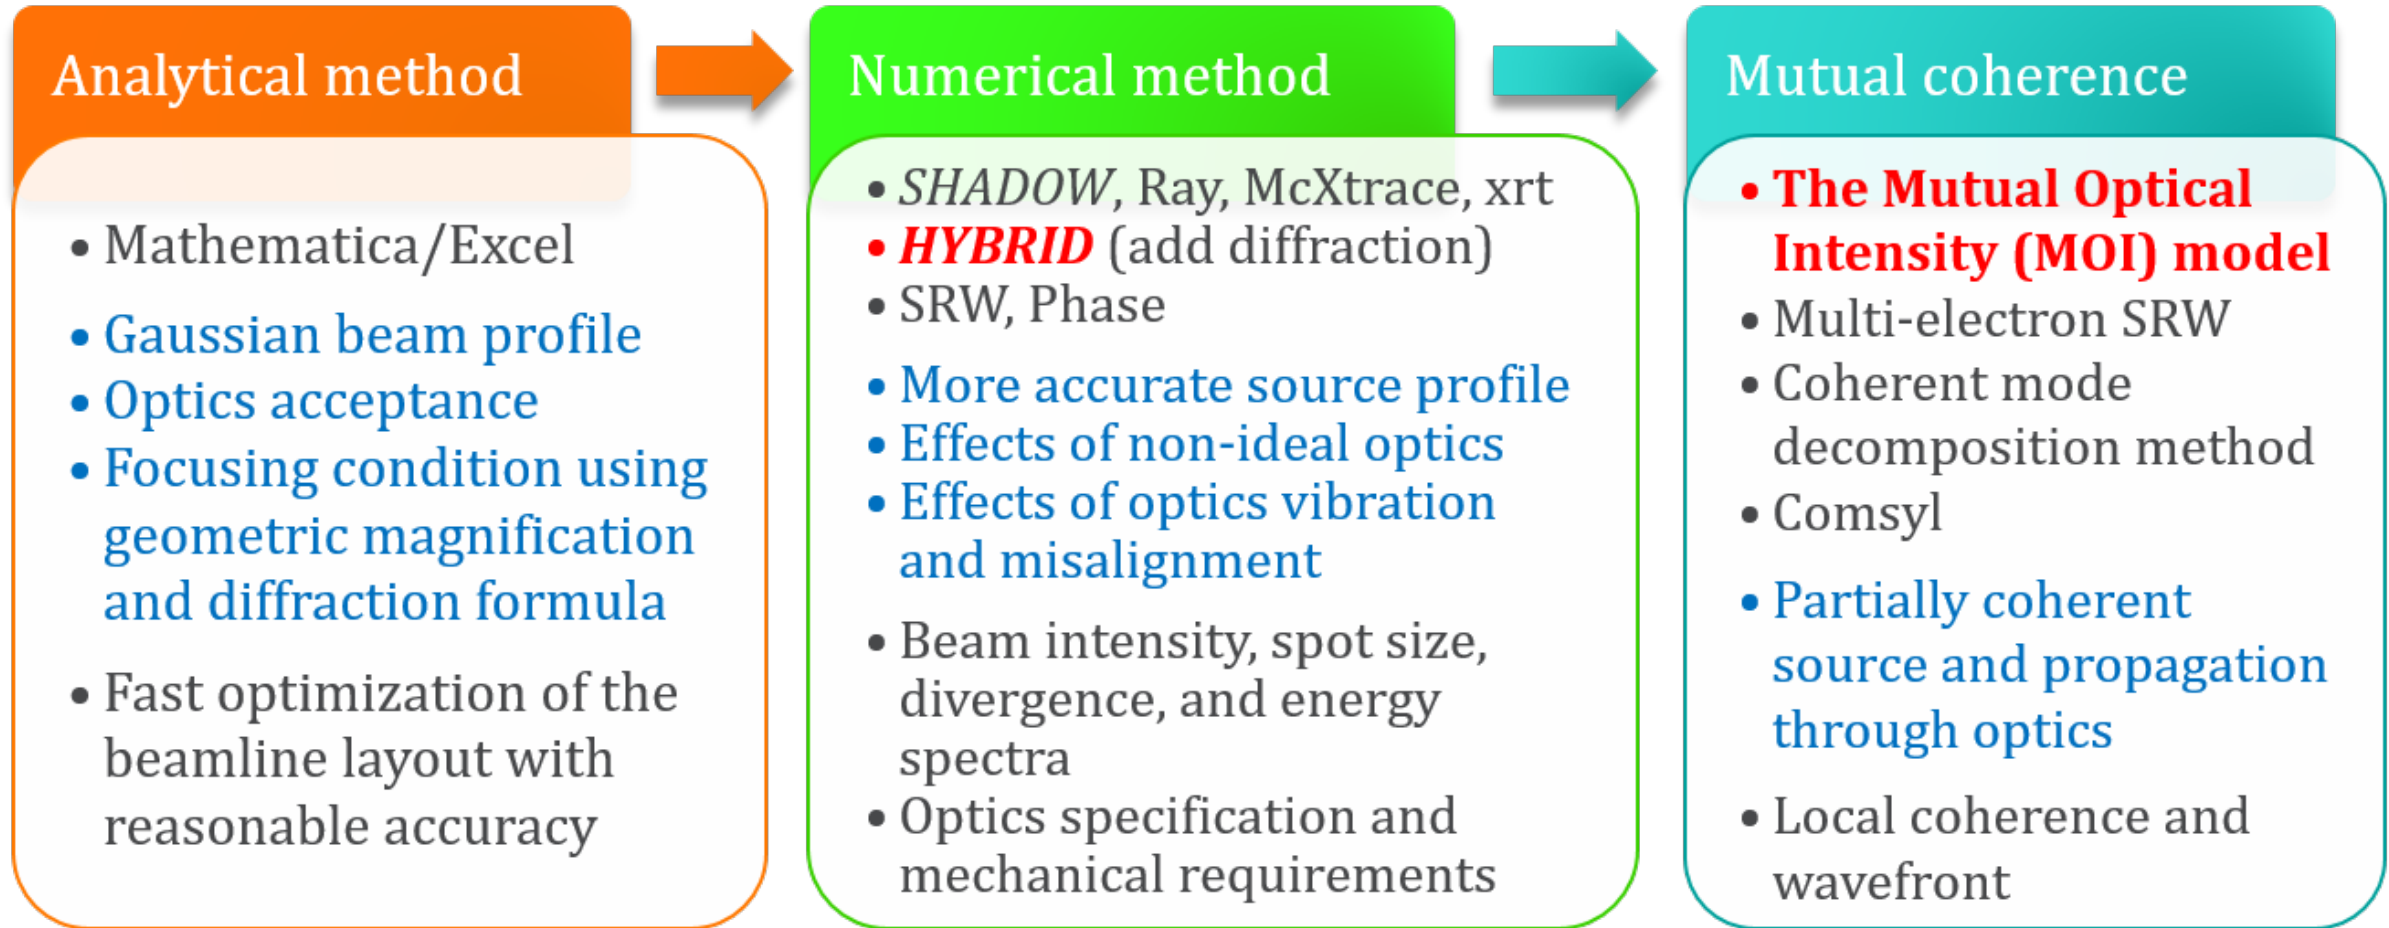 Analytical method
• Mathematica/Excel
• Gaussian beam profile
• Optics acceptance
• Focusing condition using
geometric magnification
and diffraction formula
• Fast optimization of the
beamline layout with
reasonable accuracy
Numerical method
• SHADOW, Ray, McXtrace, xrt
• HYBRID (add diffraction)
• SRW, Phase
• More accurate source profile
• Effects of non-ideal optics
• Effects of optics vibration
and misalignment
• Beam intensity, spot size,
divergence, and energy
spectra
• Optics specification and
mechanical requirements
Mutual coherence
• The Mutual Optical
Intensity (MOI) model
• Multi-electron SRW
• Coherent mode
decomposition method
• Comsyl
• Partially coherent
source and propagation
through optics
• Local coherence and
wavefront